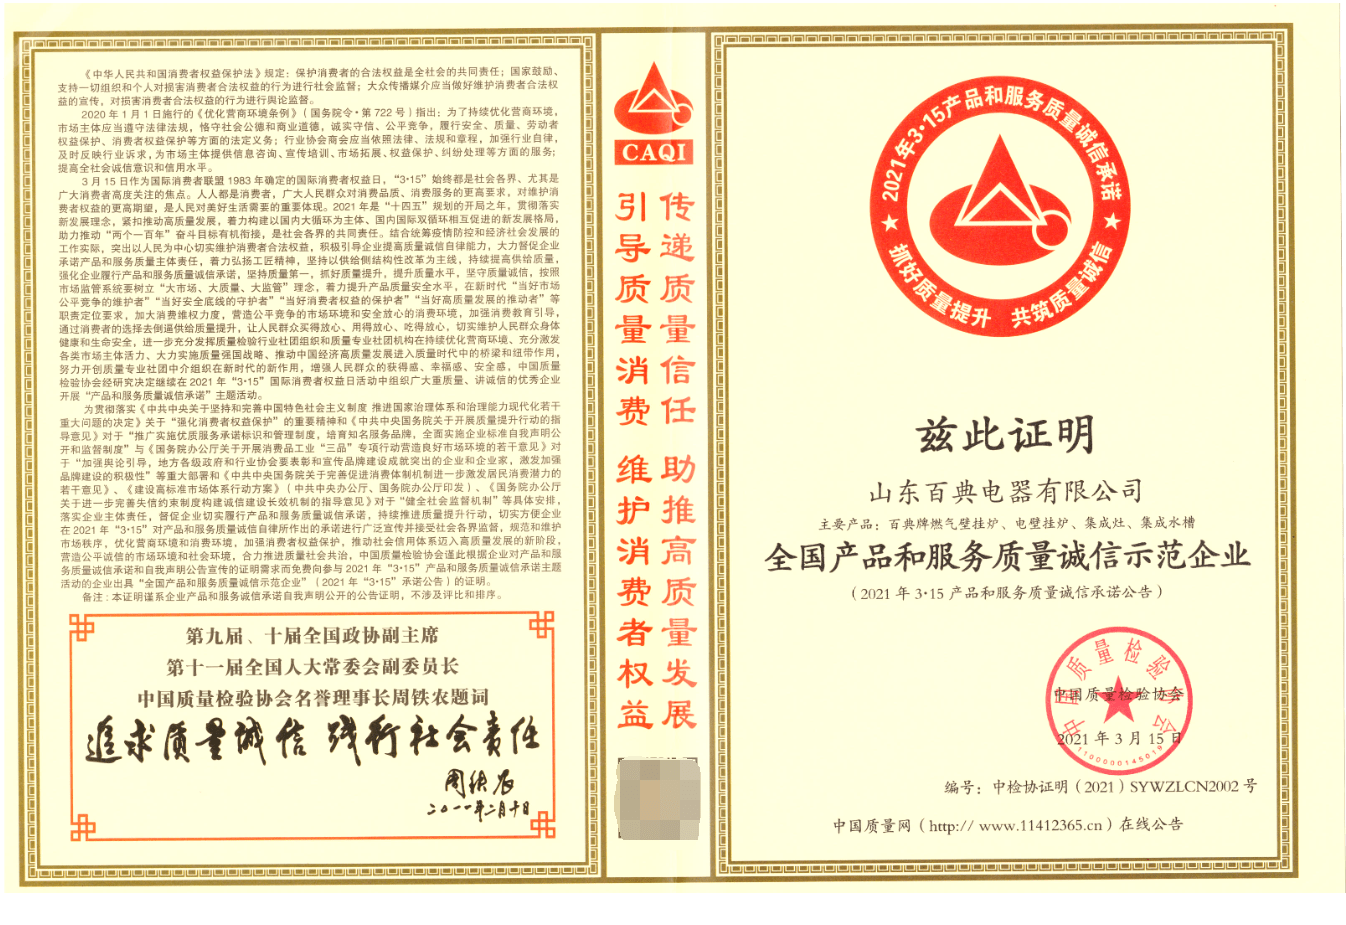 《中华人民共和国消费者权益保护法》规定：保护消费者的合法权益是全社会的共同责任；国家鼓励、
支持一切组织和个人对损害消费者合法权益的行为进行社会监督；大众传播媒介应当做好维护消费者合法权
益的宣传，对损害消费者合法权益的行为进行舆论监督。
2020年1月1日施行的《优化营商环境条例》（国务院令·第722号）指出：为了持续优化营商环境，
市场主体应当遵守法律法规，恪守社会公德和商业道德，诚实守信、公平竞争，履行安全、质量、劳动者
权益保护、消费者权益保护等方面的法定义务；行业协会商会应当依照法律、法规和章程，加强行业自律，
及时反映行业诉求，为市场主体提供信息咨询、宣传培训、市场拓展、权益保护、纠纷处理等方面的服务；
提高全社会诚信意识和信用水平。
3月15日作为国际消费者联盟1983年确定的国际消费者权益日，“3·15”始终都是社会各界、尤其是
广大消费者高度关注的焦点。人人都是消费者，广大人民群众对消费品质、消费服务的更高要求，对维护消
费者权益的更高期望，是人民对美好生活需要的重要体现。2021年是“十四五”规划的开局之年，贯彻落实
新发展理念，紧扣推动高质量发展，着力构建以国内大循环为主体、国内国际双循环相互促进的新发展格局，
助力推动“两个一百年”奋斗目标有机衔接，是社会各界的共同责任。结合统筹疫情防控和经济社会发展的
工作实际，突出以人民为中心切实维护消费者合法权益，积极引导企业提高质量诚信自律能力，大力督促企业
承诺产品和服务质量主体责任，着力弘扬工匠精神，坚持以供给侧结构性改革为主线，持续提高供给质量，
强化企业履行产品和服务质量诚信承诺，坚持质量第一，抓好质量提升，提升质量水平，坚守质量诚信，按照
市场监管系统要树立“大市场、大质量、大监管”理念，着力提升产品质量安全水平，在新时代“当好市场
公平竞争的维护者”“当好安全底线的守护者”“当好消费者权益的保护者”“当好高质量发展的推动者”等
职责定位要求，加大消费维权力度，营造公平竞争的市场环境和安全放心的消费环境，加强消费教育引导，
通过消费者的选择去倒逼供给质量提升，让人民群众买得放心、用得放心、吃得放心，切实维护人民群众身体
健康和生命安全，进一步充分发挥质量检验行业社团组织和质量专业社团机构在持续优化营商环境、充分激发
各类市场主体活力、大力实施质量强国战略、推动中国经济高质量发展进入质量时代中的桥梁和纽带作用，
努力开创质量专业社团中介组织在新时代的新作用，增强人民群众的获得感、幸福感、安全感，中国质量
检验协会经研究决定继续在2021年“3·15”国际消费者权益日活动中组织广大重质量、讲诚信的优秀企业
开展“产品和服务质量诚信承诺”主题活动。
为贯彻落实《中共中央关于坚持和完善中国特色社会主义制度 推进国家治理体系和治理能力现代化若干
重大问题的决定》关于“强化消费者权益保护”的重要精神和《中共中央国务院关于开展质量提升行动的指
导意见》对于“推广实施优质服务承诺标识和管理制度，培育知名服务品牌，全面实施企业标准自我声明公
开和监督制度”与《国务院办公厅关于开展消费品工业“三品”专项行动营造良好市场环境的若干意见》对
于“加强舆论引导，地方各级政府和行业协会要表彰和宣传品牌建设成就突出的企业和企业家，激发加强
品牌建设的积极性”等重大部署和《中共中央国务院关于完善促进消费体制机制进一步激发居民消费潜力的
若干意见》、《建设高标准市场体系行动方案》（中共中央办公厅、国务院办公厅印发）、《国务院办公厅
关于进一步完善失信约束制度构建诚信建设长效机制的指导意见》对于“健全社会监督机制”等具体安排，
落实企业主体责任，督促企业切实履行产品和服务质量诚信承诺，持续推进质量提升行动，切实方便企业
在2021年“3·15”对产品和服务质量诚信自律所作出的承诺进行广泛宣传并接受社会各界监督，规范和维护
市场秩序，优化营商环境和消费环境，加强消费者权益保护，推动社会信用体系迈入高质量发展的新阶段，
营造公平诚信的市场环境和社会环境，合力推进质量社会共治，中国质量检验协会谨此根据企业对产品和服
务质量诚信承诺和自我声明公告宣传的证明需求而免费向参与2021年“3·15”产品和服务质量诚信承诺主题
活动的企业出具“全国产品和服务质量诚信示范企业”（2021年“3·15”承诺公告）的证明。
备注：本证明谨系企业产品和服务诚信承诺自我声明公开的公告证明，不涉及评比和排序。
第九届、十届全国政协副主席
第十一届全国人大常委会副委员长
中国质量检验协会名誉理事长周铁农题词
追求质量诚信 践行社会责任
周铁农
二〇一一年二月十日
CAQI
传递质量信任 助推高质量发展
引导质量消费 维护消费者权益
2021年3·15产品和服务质量诚信承诺
抓好质量提升 共筑质量诚信
兹此证明
山东百典电器有限公司
主要产品：百典牌燃气壁挂炉、电壁挂炉、集成灶、集成水槽
全国产品和服务质量诚信示范企业
（2021年3·15产品和服务质量诚信承诺公告）
中国质量检验协会
中国质量检验协会
2021年3月15日
1100000145019
编号：中检协证明（2021）SYWZLCN2002号
中国质量网（http:// www.11412365.cn）在线公告